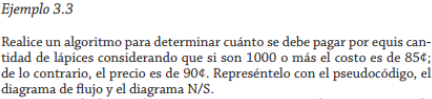 Ejemplo 3.3
Realice un algoritmo para determinar cuánto se debe pagar por equis can-
tidad de lápices considerando que si son 1000 o más el costo es de 85¢;
de lo contrario, el precio es de 90¢. Represéntelo con el pseudocódigo, el
diagrama de flujo y el diagrama N/S.